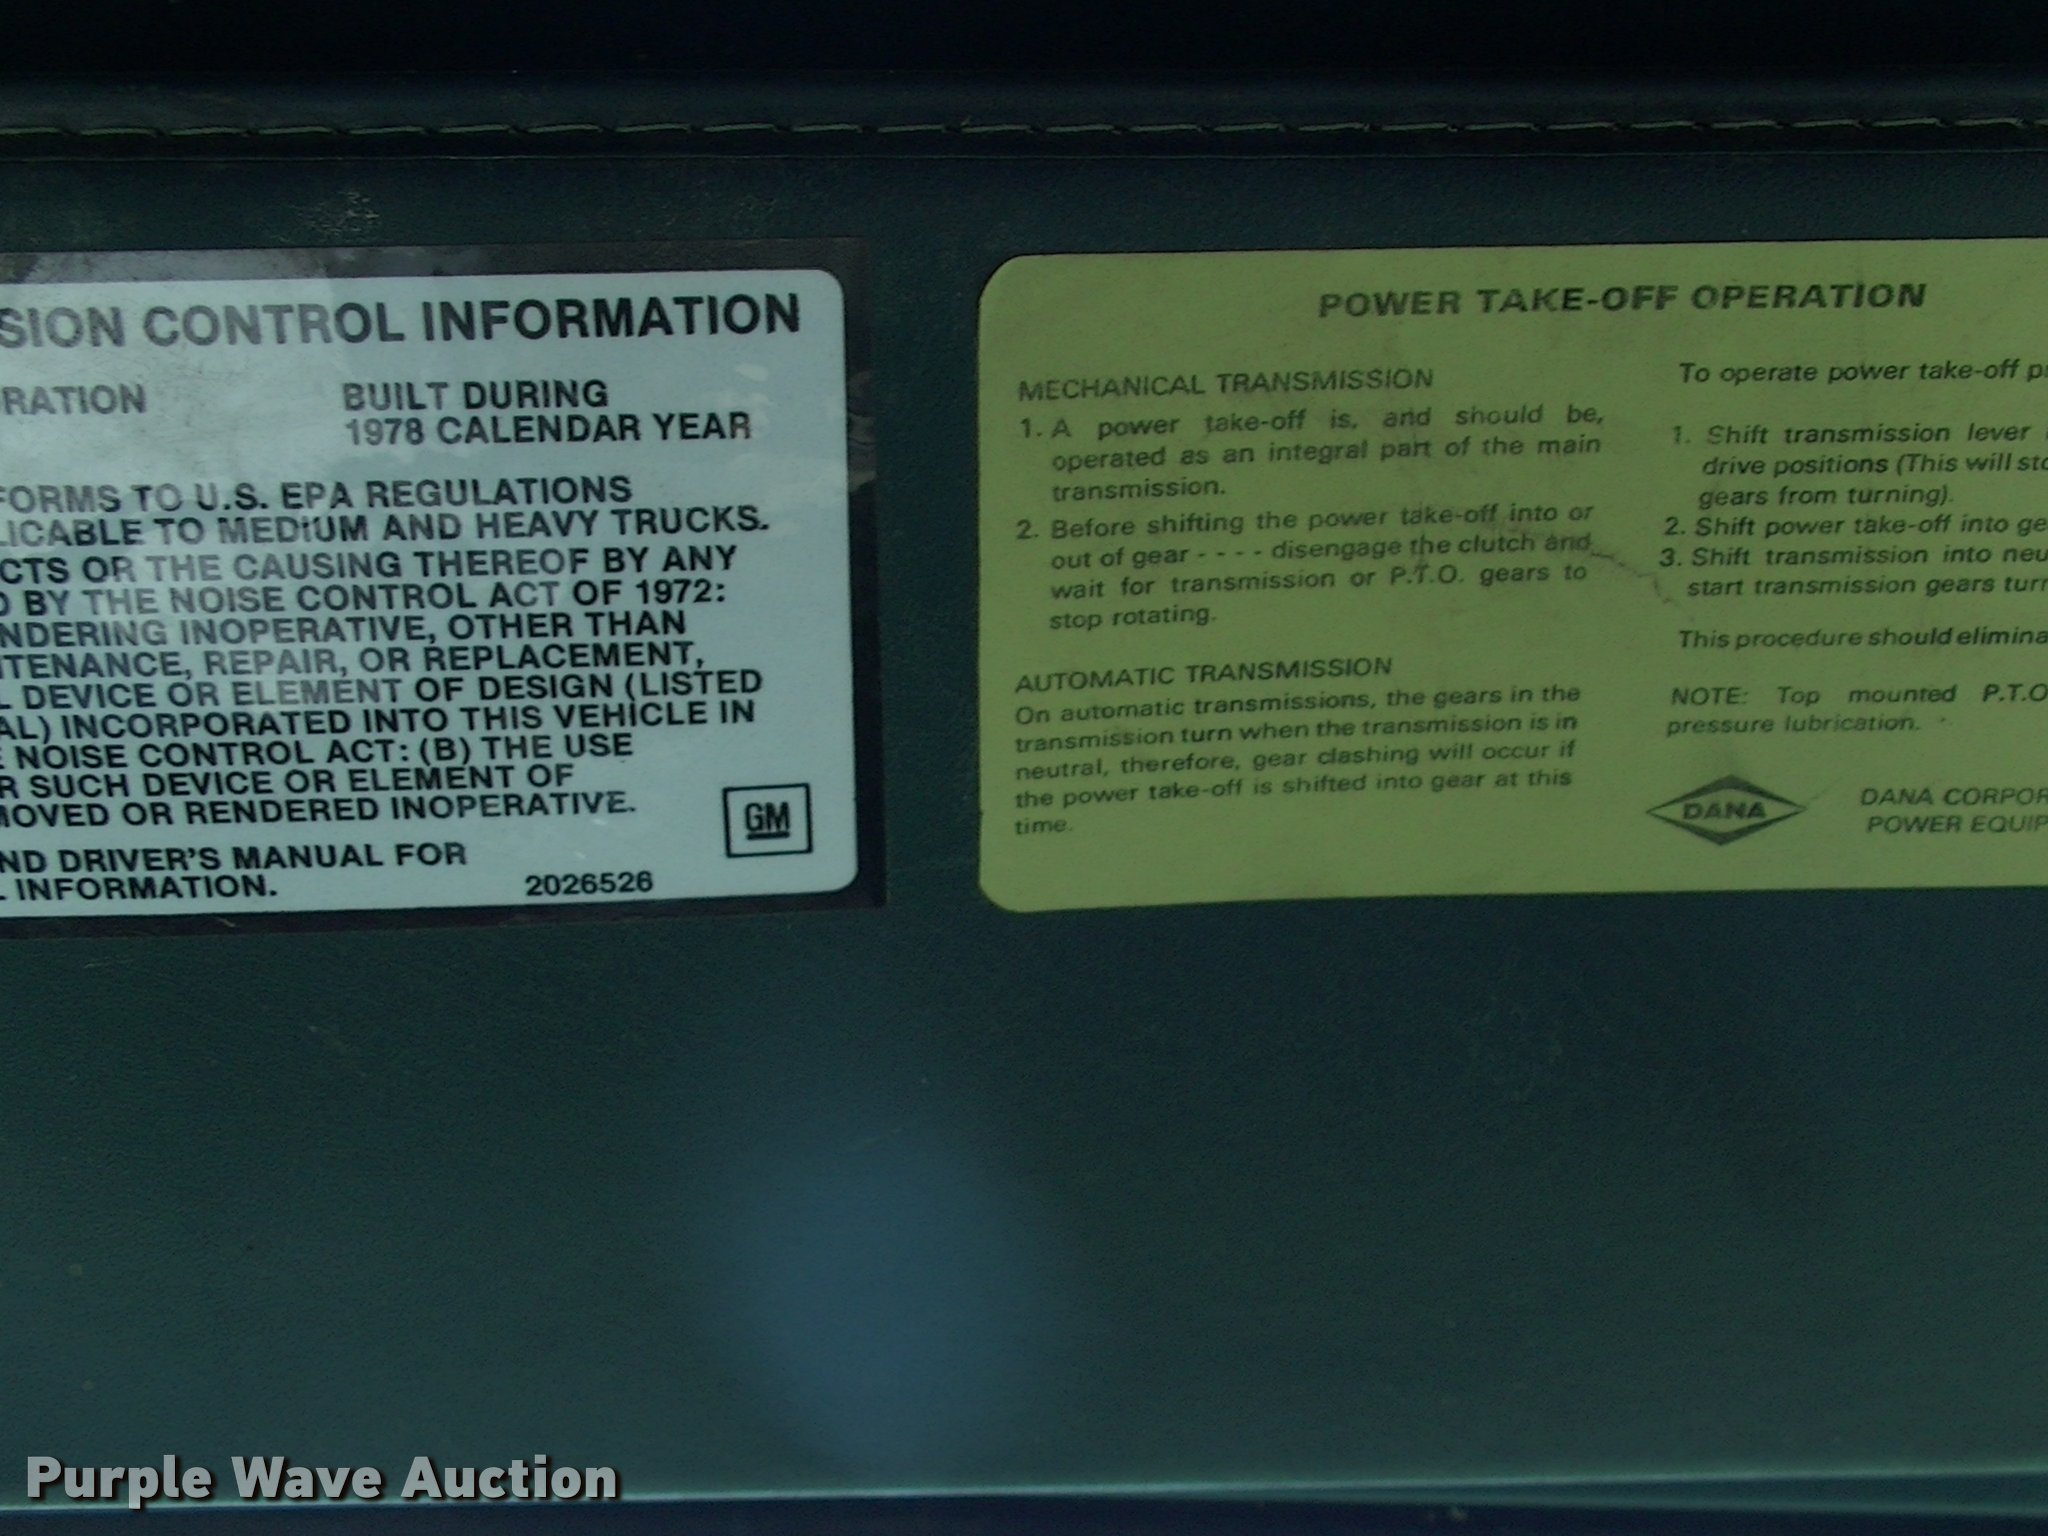 SION CONTROL INFORMATION
RATION BUILT DURING
1978 CALENDAR YEAR
FORMS TO U.S. EPA REGULATIONS
LICABLE TO MEDIUM AND HEAVY TRUCKS.
CTS OR THE CAUSING THEREOF BY ANY
D BY THE NOISE CONTROL ACT OF 1972:
NDERING INOPERATIVE, OTHER THAN
NTENANCE, REPAIR, OR REPLACEMENT,
L DEVICE OR ELEMENT OF DESIGN (LISTED
AL) INCORPORATED INTO THIS VEHICLE IN
E NOISE CONTROL ACT: (B) THE USE
R SUCH DEVICE OR ELEMENT OF
MOVED OR RENDERED INOPERATIVE.
ND DRIVER'S MANUAL FOR
L INFORMATION.
2026526
GM
POWER TAKE-OFF OPERATION
MECHANICAL TRANSMISSION
1. A power take-off is, and should be,
operated as an integral part of the main
transmission.
2. Before shifting the power take-off into or
out of gear - - - - disengage the clutch and
wait for transmission or P.T.O. gears to
stop rotating.
AUTOMATIC TRANSMISSION
On automatic transmissions, the gears in the
transmission turn when the transmission is in
neutral, therefore, gear clashing will occur if
the power take-off is shifted into gear at this
time.
To operate power take-off p
1. Shift transmission lever
drive positions (This will sto
gears from turning).
2. Shift power take-off into ge
3. Shift transmission into neu
start transmission gears turn
This procedure should elimina
NOTE: Top mounted P.T.O
pressure lubrication.
DANA
DANA CORPOR
POWER EQUIP
Purple Wave Auction